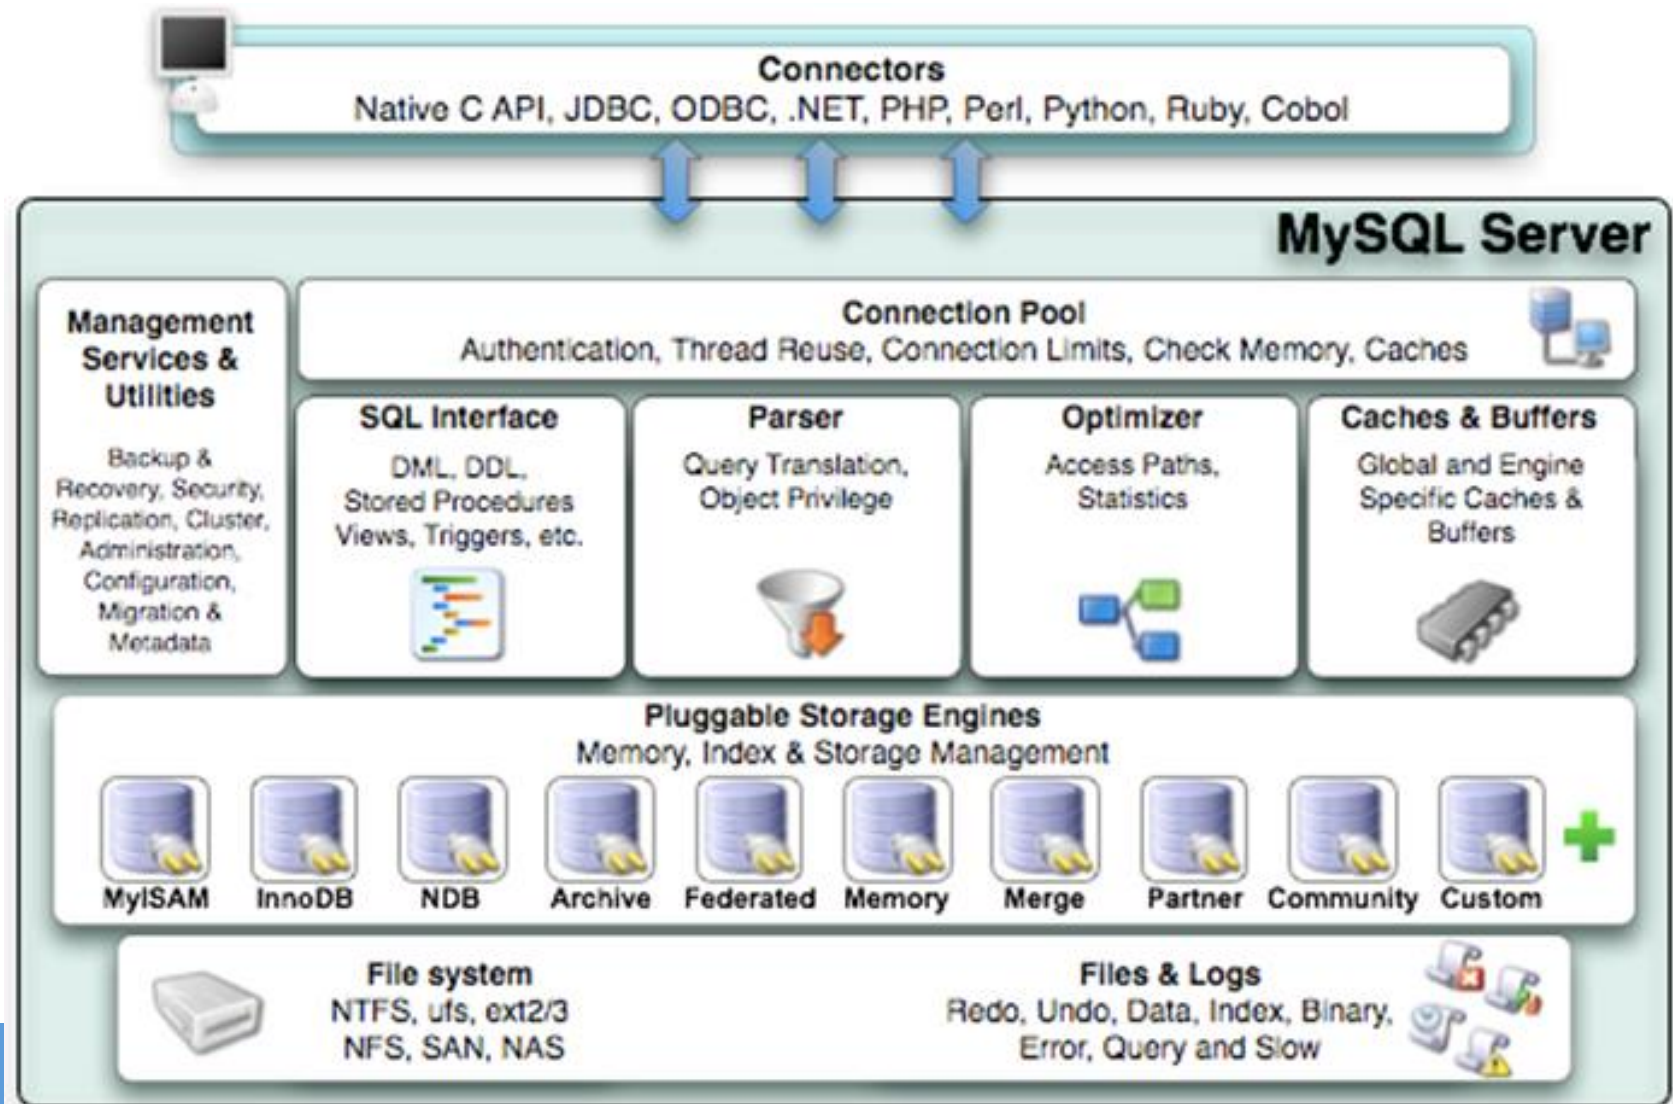 Connectors
Native C API, JDBC, ODBC, .NET, PHP, Perl, Python, Ruby, Cobol
MySQL Server
Management
Services &
Utilities
Backup &
Recovery, Security,
Replication, Cluster,
Administration,
Configuration,
Migration &
Metadata
Connection Pool
Authentication, Thread Reuse, Connection Limits, Check Memory, Caches
SQL Interface
DML, DDL,
Stored Procedures
Views, Triggers, etc.
Parser
Query Translation,
Object Privilege
Optimizer
Access Paths,
Statistics
Caches & Buffers
Global and Engine
Specific Caches &
Buffers
Pluggable Storage Engines
Memory, Index & Storage Management
MyISAM
InnoDB
NDB
Archive
Federated
Memory
Merge
Partner
Community
Custom
File system
NTFS, ufs, ext2/3
NFS, SAN, NAS
Files & Logs
Redo, Undo, Data, Index, Binary,
Error, Query and Slow